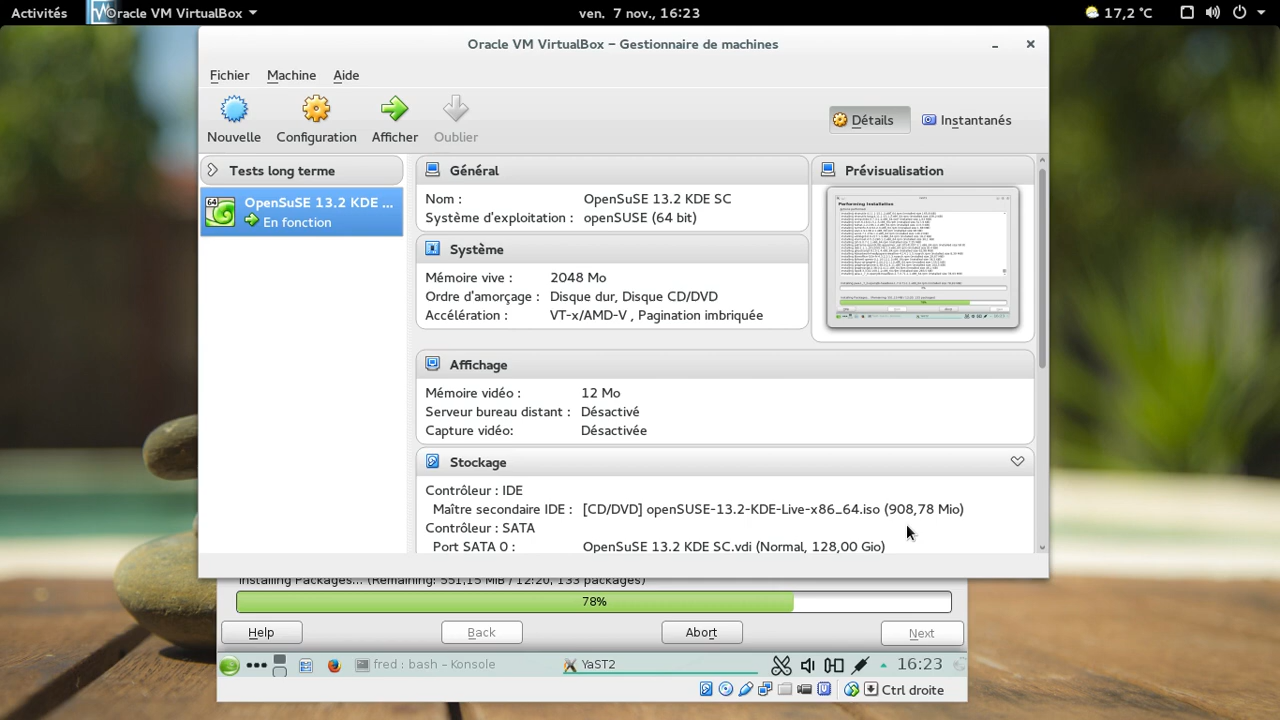 Activités Oracle VM VirtualBox ven. 7 nov., 16:23 17,2 °C
Oracle VM VirtualBox – Gestionnaire de machines
Fichier Machine Aide
Nouvelle Configuration Afficher Oublier Détails Instantanés
Tests long terme
64 OpenSuSE 13.2 KDE ...
En fonction
Général
Nom : OpenSuSE 13.2 KDE SC
Système d'exploitation : openSUSE (64 bit)
Système
Mémoire vive : 2048 Mo
Ordre d'amorçage : Disque dur, Disque CD/DVD
Accélération : VT-x/AMD-V , Pagination imbriquée
Prévisualisation
Performing Installation
Affichage
Mémoire vidéo : 12 Mo
Serveur bureau distant : Désactivé
Capture vidéo: Désactivée
Stockage
Contrôleur : IDE
Maître secondaire IDE : [CD/DVD] openSUSE-13.2-KDE-Live-x86_64.iso (908,78 Mio)
Contrôleur : SATA
Port SATA 0 : OpenSuSE 13.2 KDE SC.vdi (Normal, 128,00 Gio)
Installing Packages... (Remaining: 551,15 MiB / 12:20, 133 packages)
78%
Help Back Abort Next
fred : bash – Konsole YaST2 16:23
Ctrl droite